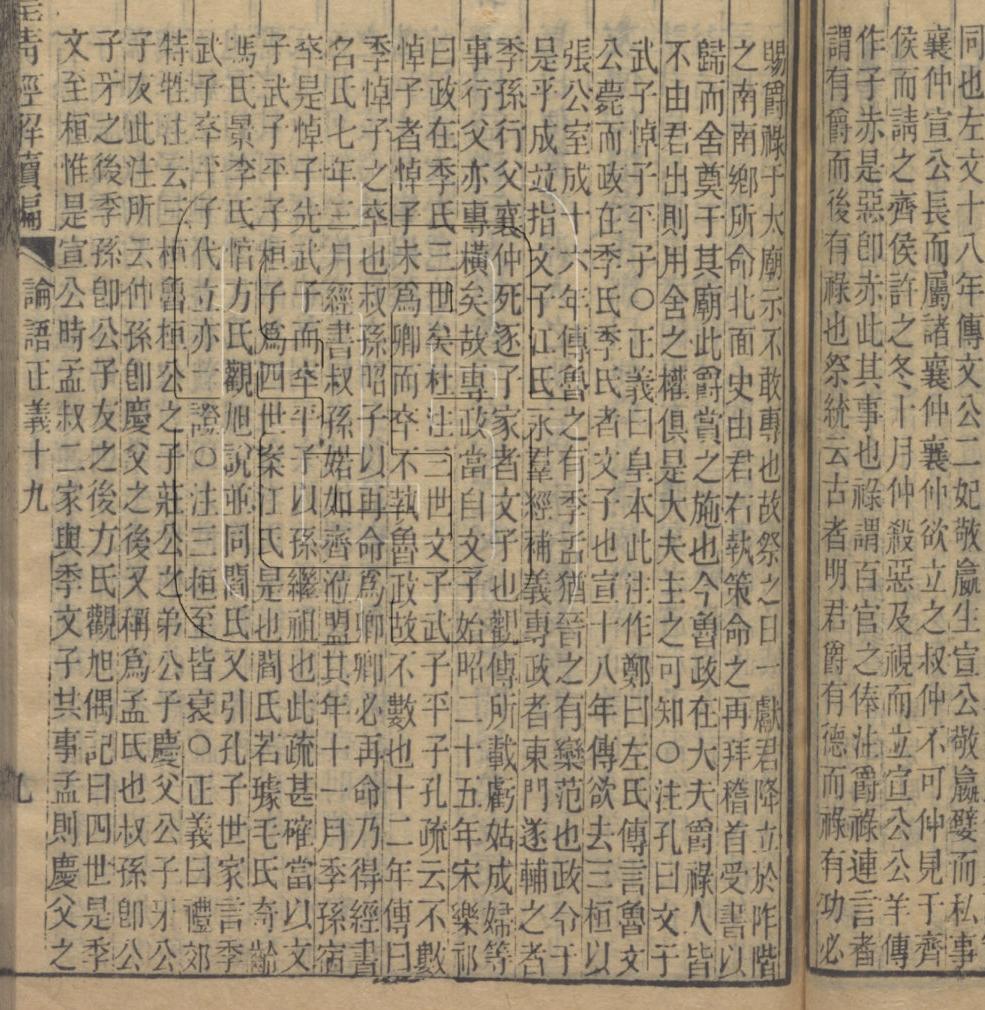 同也左文十八年傳文公二妃敬嬴生宣公敬嬴嬖而私事
襄仲宣公長而屬諸襄仲襄仲欲立之叔仲不可仲見于齊
侯而請之齊侯許之冬十月仲殺惡及視而立宣公公羊傳
作子赤是惡卽赤此其事也祿謂百官之俸注爵祿連言者
謂有爵而後有祿也祭統云古者明君爵有德而祿有功必
賜爵祿于太廟示不敢專也故祭之日一獻君降立於阼階
之南南鄉所命北面史由君右執策命之再拜稽首受書以
歸而舍奠于其廟此爵賞之施也今魯政在大夫爵祿人皆
不由君出則用舍之權俱是大夫主之可知○注孔曰文子
武子悼子平子○正義曰皇本此注作鄭曰左氏傳言魯文
公薨而政在季氏季氏者文子也宣十八年傳欲去三桓以
張公室成十六年傳魯之有季孟猶晉之有欒范也政令于
是乎成竝指文子江氏永羣經補義專政者東門遂輔之者
季孫行父襄仲死逐了家者文子也觀傳所載虧姑成婦等
事行父亦專橫矣故專政當自文子始昭二十五年宋樂祁
曰政在季氏三世矣杜注三世文子武子平子孔疏云不數
悼子者悼子未爲卿而卒不執魯政故不數也十二年傳曰
季悼子之卒也叔孫昭子以再命爲卿必再命乃得經書
名氏七年三月經書叔孫婼如齊涖盟其年十一月季孫宿
卒是悼子先武子而卒平子以孫繼祖也此疏甚確當以文
子武子平子桓子爲四世案江氏是也閻氏若璩毛氏奇齡
馮氏景李氏惇方氏觀旭說並同閻氏又引孔子世家言季
武子卒平子代立亦一證○注三桓至皆衰○正義曰禮郊
特牲注云三桓魯桓公之子莊公之弟公子慶父公子牙公
子友此注所云仲孫卽慶父之後又稱爲孟氏也叔孫卽公
子牙之後季孫卽公子友之後方氏觀旭偶記曰四世是季
文至桓惟是宣公時孟叔二家與季文子其事孟則慶父之
清經解續編
論語正義十九
九